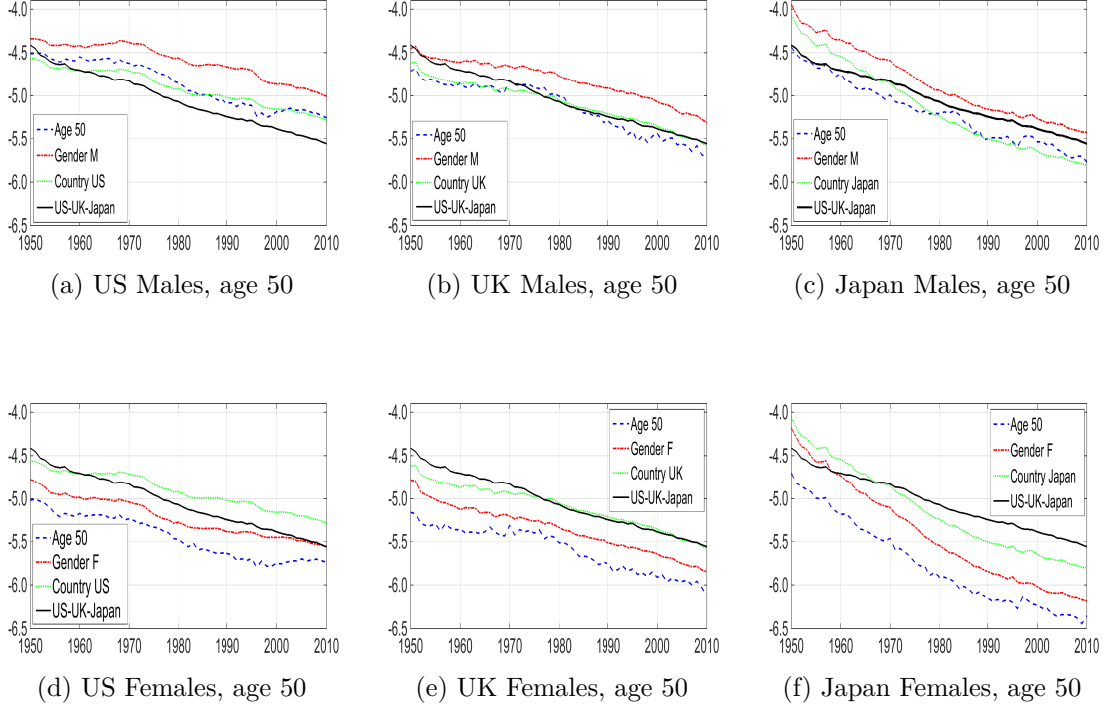 -4.0
-4.5
-5.0
-5.5
-6.0
-6.5
1950 1960 1970 1980 1990 2000 2010
Age 50
Gender M
Country US
US-UK-Japan
(a) US Males, age 50
-4.0
-4.5
-5.0
-5.5
-6.0
-6.5
1950 1960 1970 1980 1990 2000 2010
Age 50
Gender M
Country UK
US-UK-Japan
(b) UK Males, age 50
-4.0
-4.5
-5.0
-5.5
-6.0
-6.5
1950 1960 1970 1980 1990 2000 2010
Age 50
Gender M
Country Japan
US-UK-Japan
(c) Japan Males, age 50
-4.0
-4.5
-5.0
-5.5
-6.0
-6.5
1950 1960 1970 1980 1990 2000 2010
Age 50
Gender F
Country US
US-UK-Japan
(d) US Females, age 50
-4.0
-4.5
-5.0
-5.5
-6.0
-6.5
1950 1960 1970 1980 1990 2000 2010
Age 50
Gender F
Country UK
US-UK-Japan
(e) UK Females, age 50
-4.0
-4.5
-5.0
-5.5
-6.0
-6.5
1950 1960 1970 1980 1990 2000 2010
Age 50
Gender F
Country Japan
US-UK-Japan
(f) Japan Females, age 50